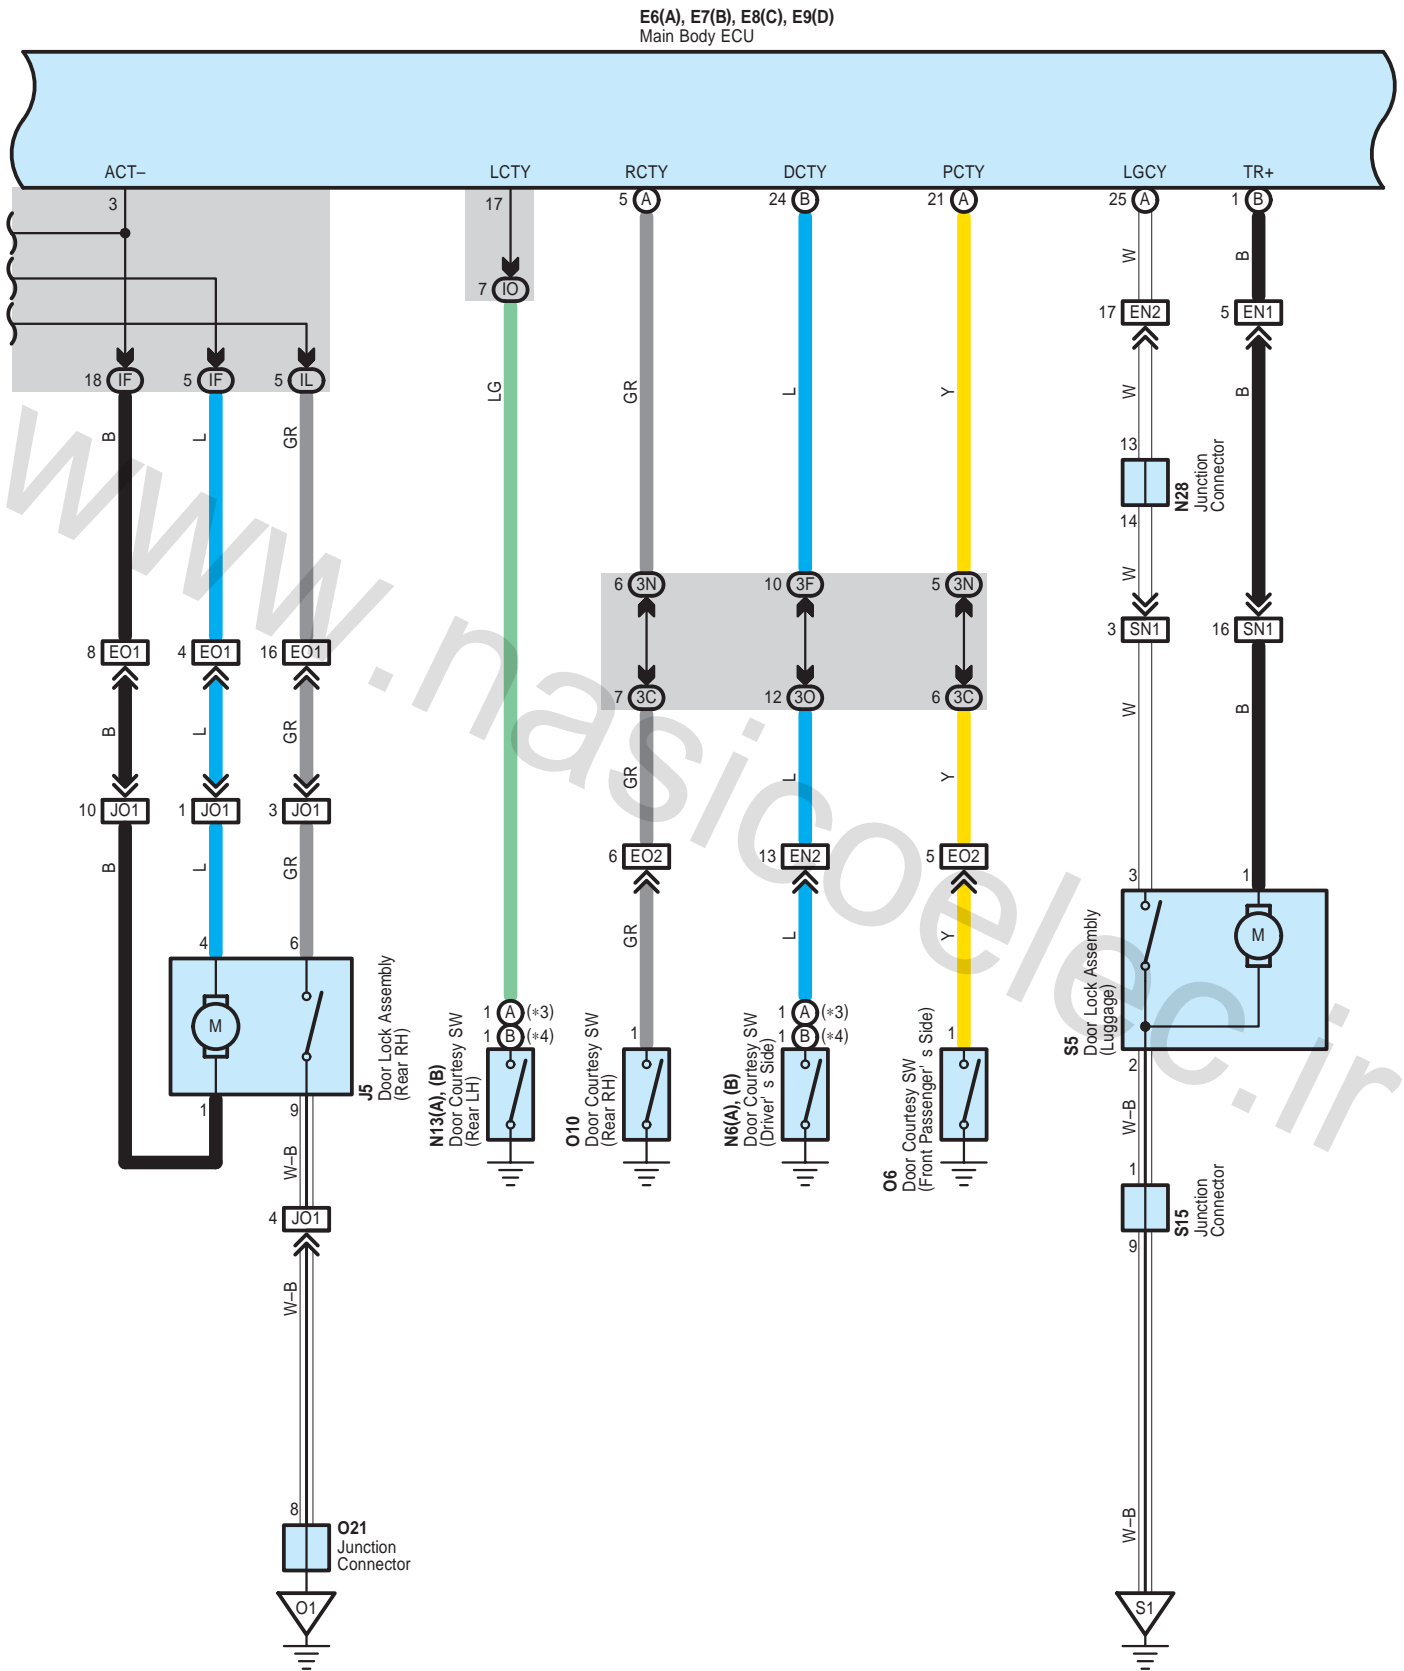 E6(A), E7(B), E8(C), E9(D)
Main Body ECU
ACT–
LCTY
RCTY
DCTY
PCTY
LGCY
TR+
3
17
5 A
24 B
21 A
25 A
1 B
7 IO
W
B
17 EN2
5 EN1
18 IF
5 IF
5 IL
LG
GR
L
Y
W
B
B
L
GR
13
N28
Junction
Connector
14
W
6 3N
10 3F
5 3N
8 EO1
4 EO1
16 EO1
3 SN1
16 SN1
7 3C
12 3O
6 3C
B
L
GR
W
B
GR
L
Y
10 JO1
1 JO1
3 JO1
6 EO2
13 EN2
5 EO2
B
L
GR
3
1
GR
L
Y
4
6
M
M
S5
Door Lock Assembly
(Luggage)
J5
Door Lock Assembly
(Rear RH)
1 A (*3)
1 B (*4)
1
1 A (*3)
1 B (*4)
1
N13(A), (B)
Door Courtesy SW
(Rear LH)
O10
Door Courtesy SW
(Rear RH)
N6(A), (B)
Door Courtesy SW
(Driver' s Side)
O6
Door Courtesy SW
(Front Passenger' s Side)
2
W–B
1
9
W–B
1
S15
Junction
Connector
9
4 JO1
W–B
8
O21
Junction
Connector
W–B
O1
S1
www.nasicoelec.ir